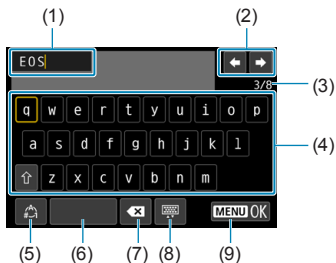 (1) (2)
EOS
3/8 (3)
q w e r t y u i o p
a s d f g h j k l (4)
z x c v b n m
MENU OK
(5) (6) (7) (8) (9)